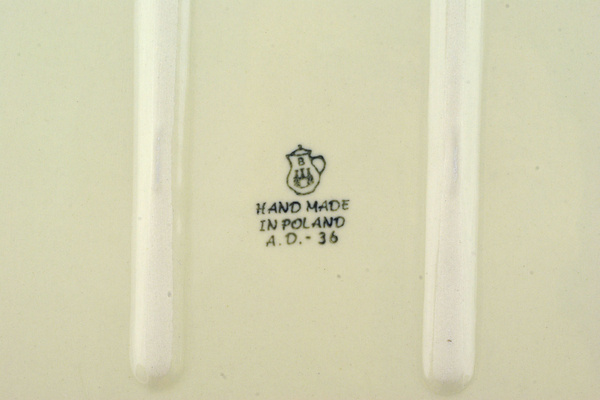 B
HAND MADE
IN POLAND
A.D.- 36